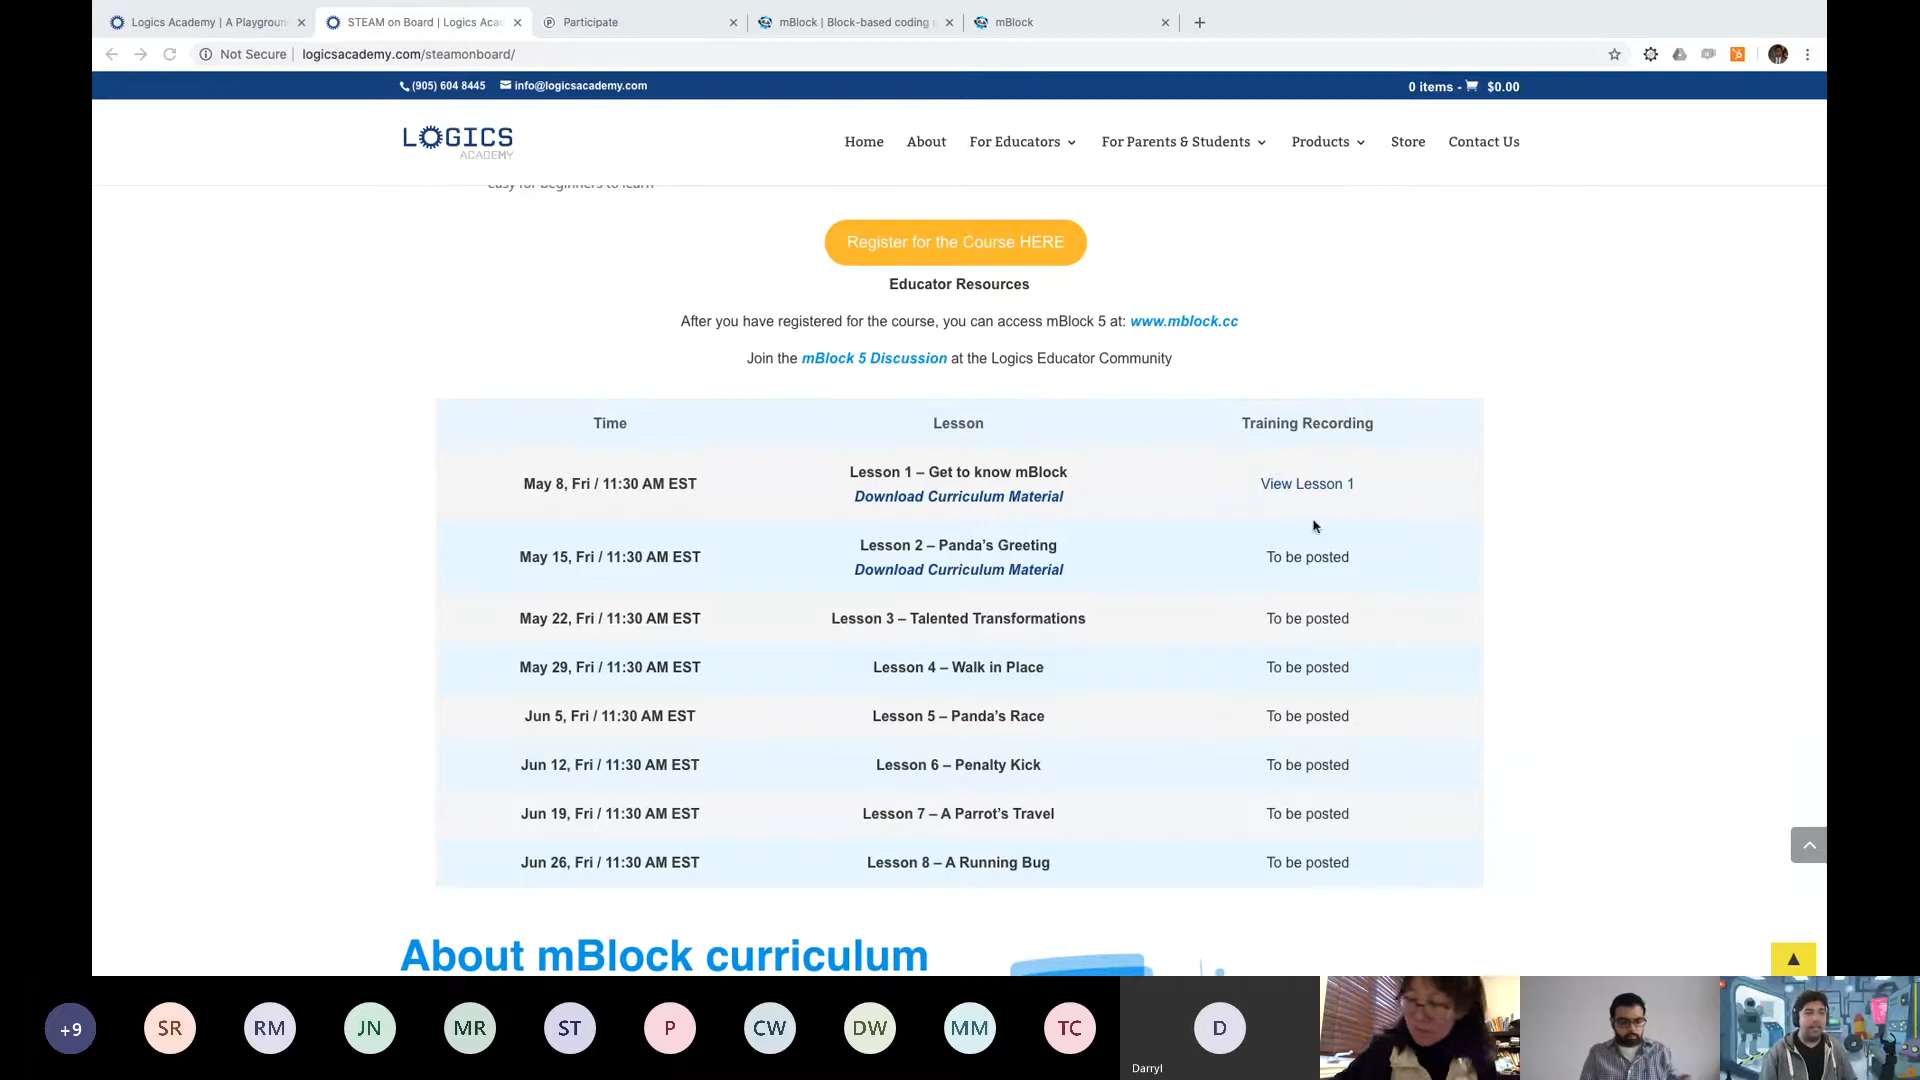 Logics Academy | A Playgroun
STEAM on Board | Logics Acad
Participate
mBlock | Block-based coding
mBlock
Not Secure | logicsacademy.com/steamonboard/
(905) 604 8445 info@logicsacademy.com
0 items - $0.00
LOGICS
ACADEMY
Home About For Educators For Parents & Students Products Store Contact Us
easy for beginners to learn
Register for the Course HERE
Educator Resources
After you have registered for the course, you can access mBlock 5 at: www.mblock.cc
Join the mBlock 5 Discussion at the Logics Educator Community
Time Lesson Training Recording
May 8, Fri / 11:30 AM EST Lesson 1 – Get to know mBlock View Lesson 1
Download Curriculum Material
May 15, Fri / 11:30 AM EST Lesson 2 – Panda’s Greeting To be posted
Download Curriculum Material
May 22, Fri / 11:30 AM EST Lesson 3 – Talented Transformations To be posted
May 29, Fri / 11:30 AM EST Lesson 4 – Walk in Place To be posted
Jun 5, Fri / 11:30 AM EST Lesson 5 – Panda’s Race To be posted
Jun 12, Fri / 11:30 AM EST Lesson 6 – Penalty Kick To be posted
Jun 19, Fri / 11:30 AM EST Lesson 7 – A Parrot’s Travel To be posted
Jun 26, Fri / 11:30 AM EST Lesson 8 – A Running Bug To be posted
About mBlock curriculum
+9 SR RM JN MR ST P CW DW MM TC D
Darryl